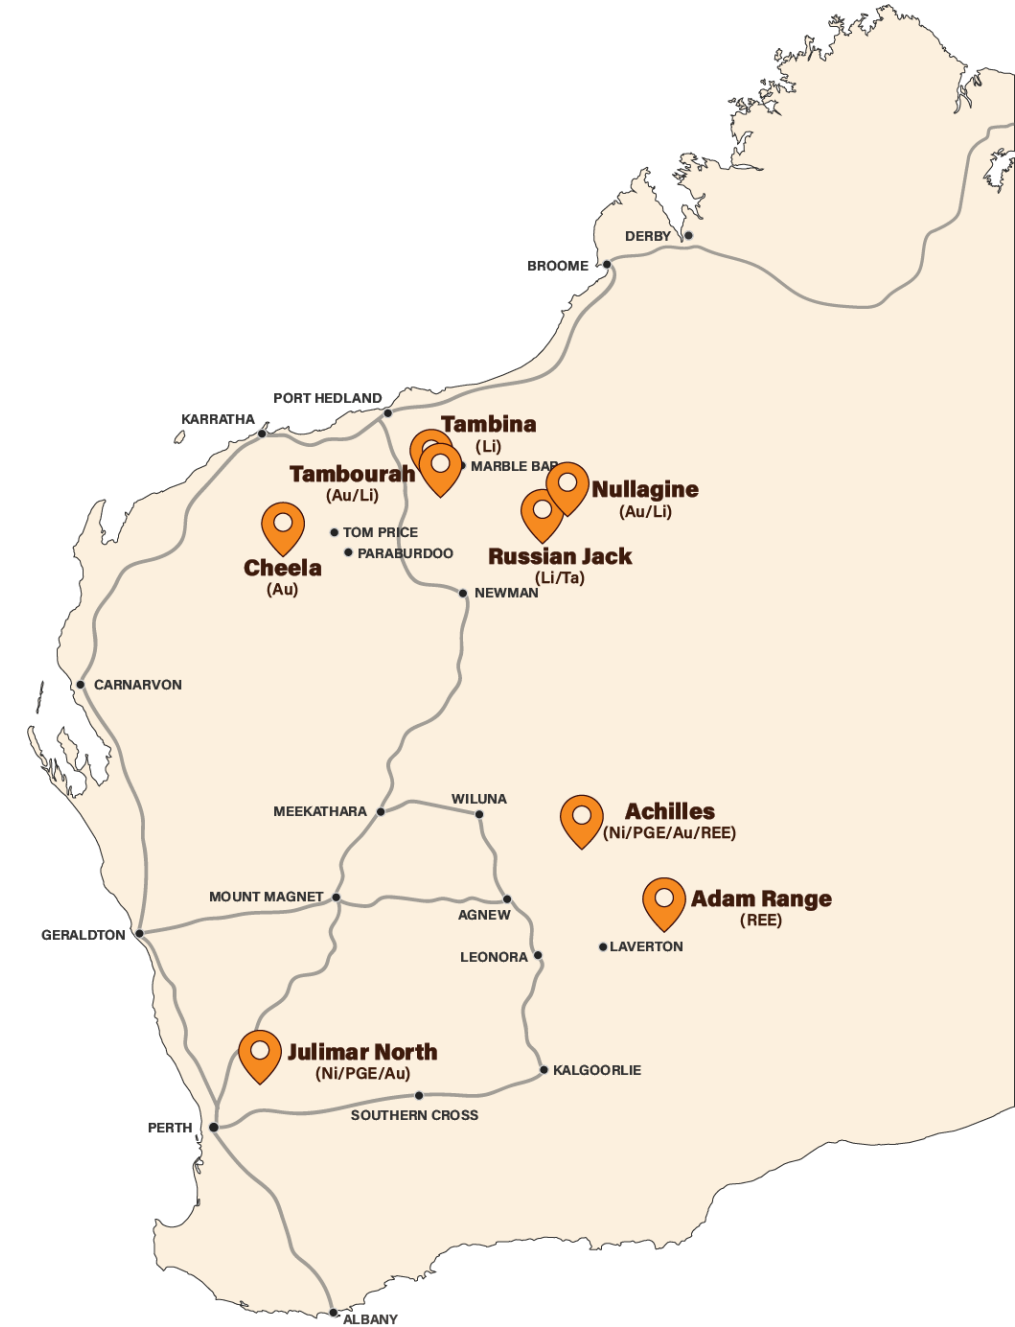 DERBY
BROOME
PORT HEDLAND
KARRATHA
Tambina
(Li)
MARBLE BAR
Tambourah
(Au/Li)
Nullagine
(Au/Li)
TOM PRICE
PARABURDOO
Russian Jack
(Li/Ta)
Cheela
(Au)
NEWMAN
CARNARVON
WILUNA
MEEKATHARA
Achilles
(Ni/PGE/Au/REE)
MOUNT MAGNET
Adam Range
(REE)
AGNEW
GERALDTON
LAVERTON
LEONORA
Julimar North
(Ni/PGE/Au)
KALGOORLIE
SOUTHERN CROSS
PERTH
ALBANY